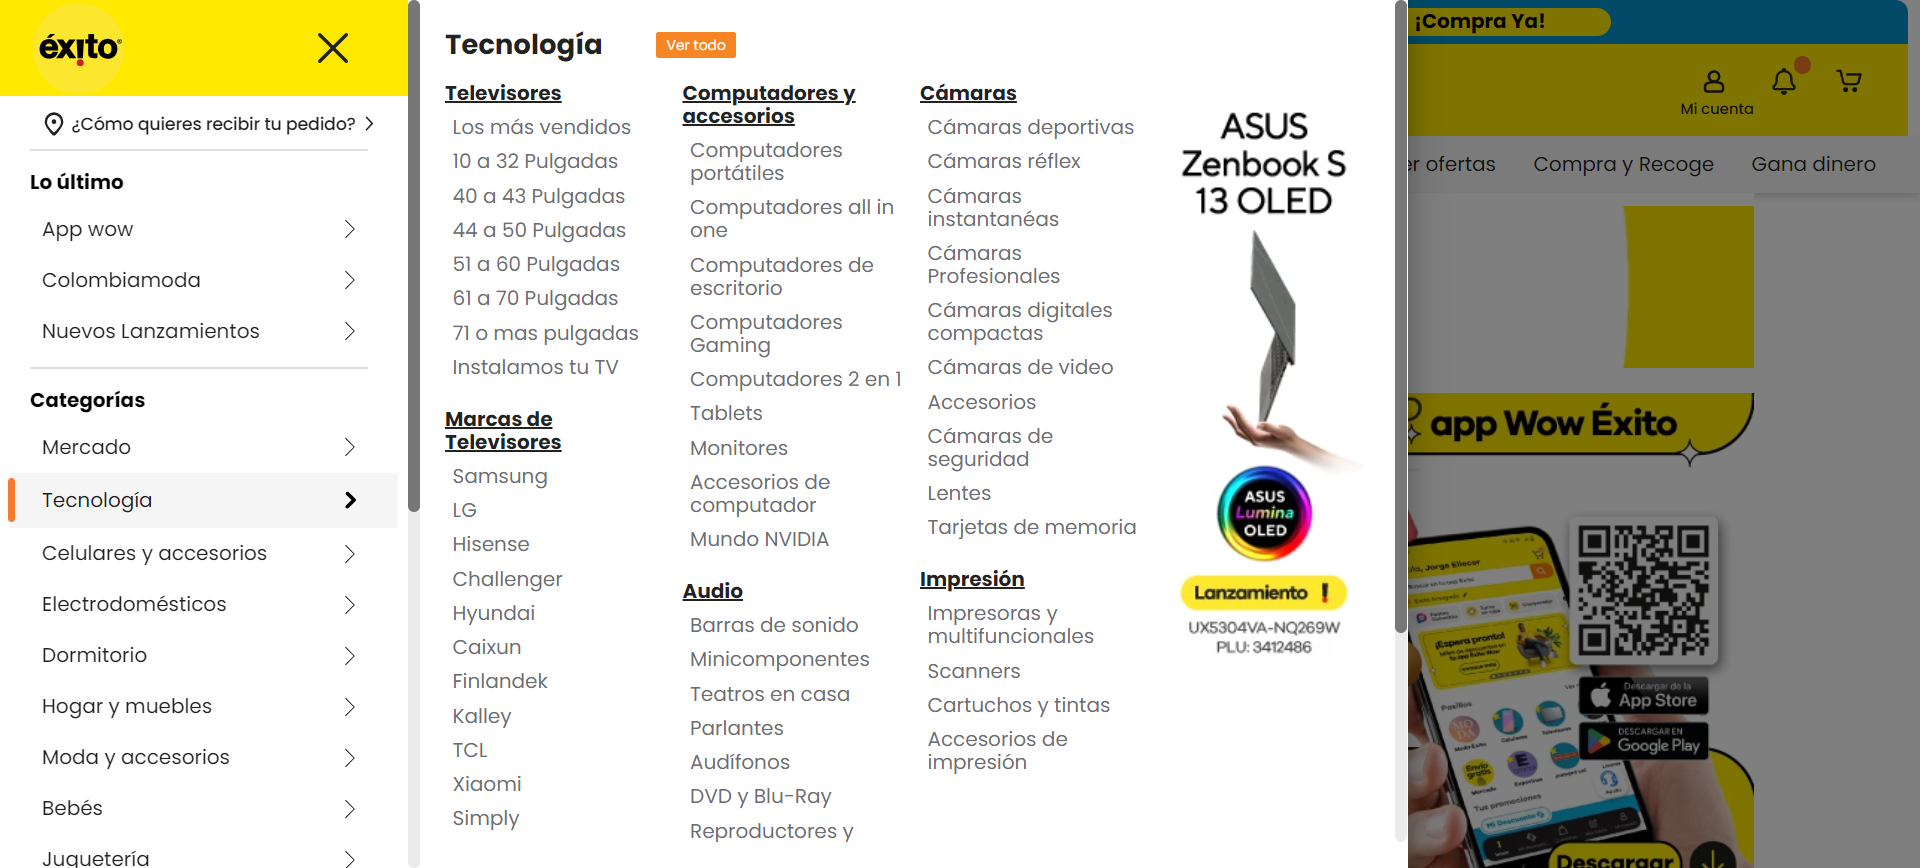 éxito
¿Cómo quieres recibir tu pedido?
Lo último
App wow
Colombiamoda
Nuevos Lanzamientos
Categorías
Mercado
Tecnología
Celulares y accesorios
Electrodomésticos
Dormitorio
Hogar y muebles
Moda y accesorios
Bebés
Juguetería
Tecnología
Ver todo
Televisores
Los más vendidos
10 a 32 Pulgadas
40 a 43 Pulgadas
44 a 50 Pulgadas
51 a 60 Pulgadas
61 a 70 Pulgadas
71 o mas pulgadas
Instalamos tu TV
Marcas de
Televisores
Samsung
LG
Hisense
Challenger
Hyundai
Caixun
Finlandek
Kalley
TCL
Xiaomi
Simply
Computadores y
accesorios
Computadores
portátiles
Computadores all in
one
Computadores de
escritorio
Computadores
Gaming
Computadores 2 en 1
Tablets
Monitores
Accesorios de
computador
Mundo NVIDIA
Audio
Barras de sonido
Minicomponentes
Teatros en casa
Parlantes
Audífonos
DVD y Blu-Ray
Reproductores y
Cámaras
Cámaras deportivas
Cámaras réflex
Cámaras
instantanéas
Cámaras
Profesionales
Cámaras digitales
compactas
Cámaras de video
Accesorios
Cámaras de
seguridad
Lentes
Tarjetas de memoria
Impresión
Impresoras y
multifuncionales
Scanners
Cartuchos y tintas
Accesorios de
impresión
ASUS
Zenbook S
13 OLED
ASUS
Lumina
OLED
Lanzamiento !
UX5304VA-NQ269W
PLU: 3412486
¡Compra Ya!
Mi cuenta
er ofertas
Compra y Recoge
Gana dinero
app Wow Éxito
Jorge Eliecer
¡Espera pronto!
Pasillos
Tus promociones
Mi Descuento
Descargar de la
App Store
DESCARGAR EN
Google Play
Descargar